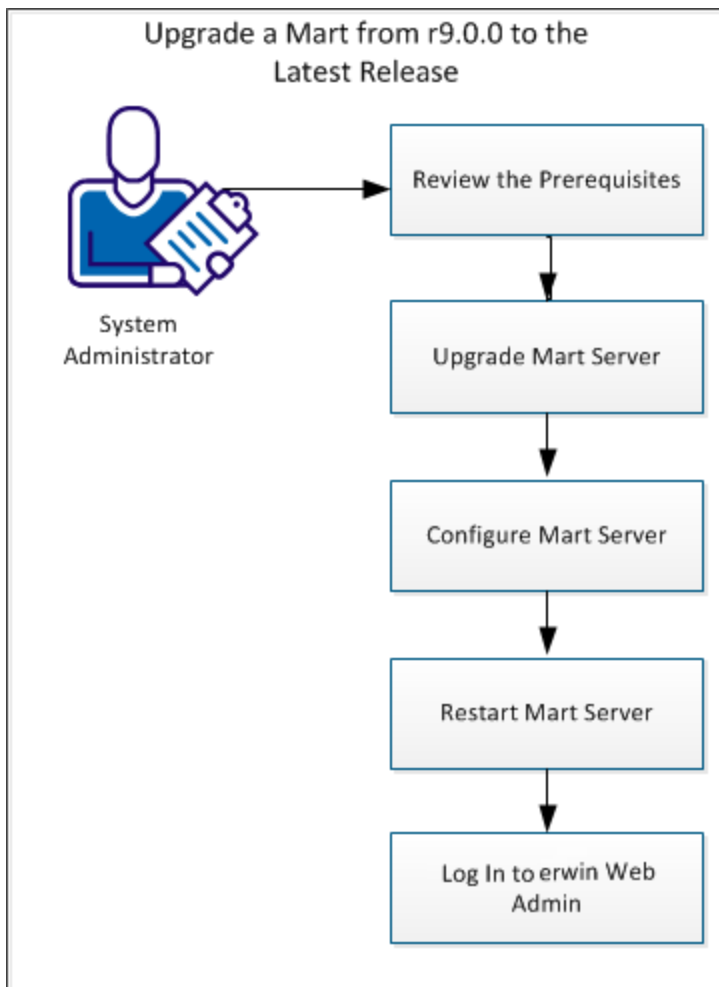 Upgrade a Mart from r9.0.0 to the
Latest Release
Review the Prerequisites
System
Administrator
Upgrade Mart Server
Configure Mart Server
Restart Mart Server
Log In to erwin Web
Admin